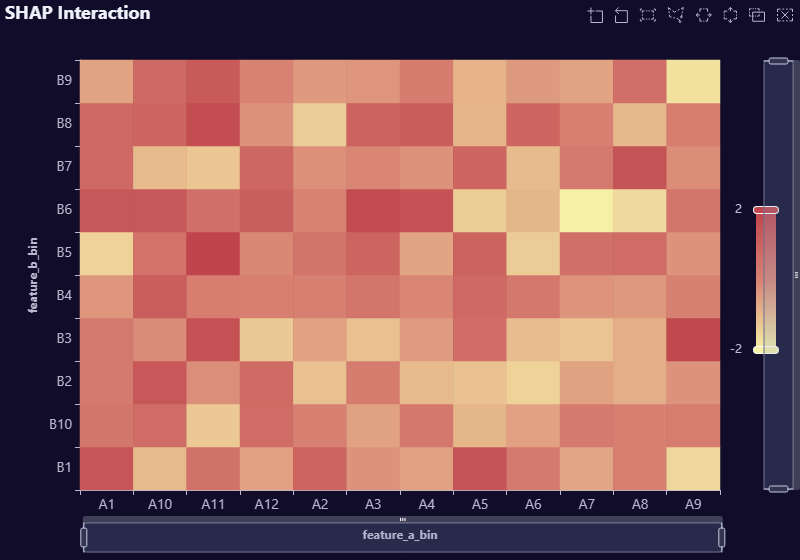 SHAP Interaction
B9
B8
B7
B6
B5
B4
B3
B2
B10
B1
feature_b_bin
A1 A10 A11 A12 A2 A3 A4 A5 A6 A7 A8 A9
feature_a_bin
2
-2